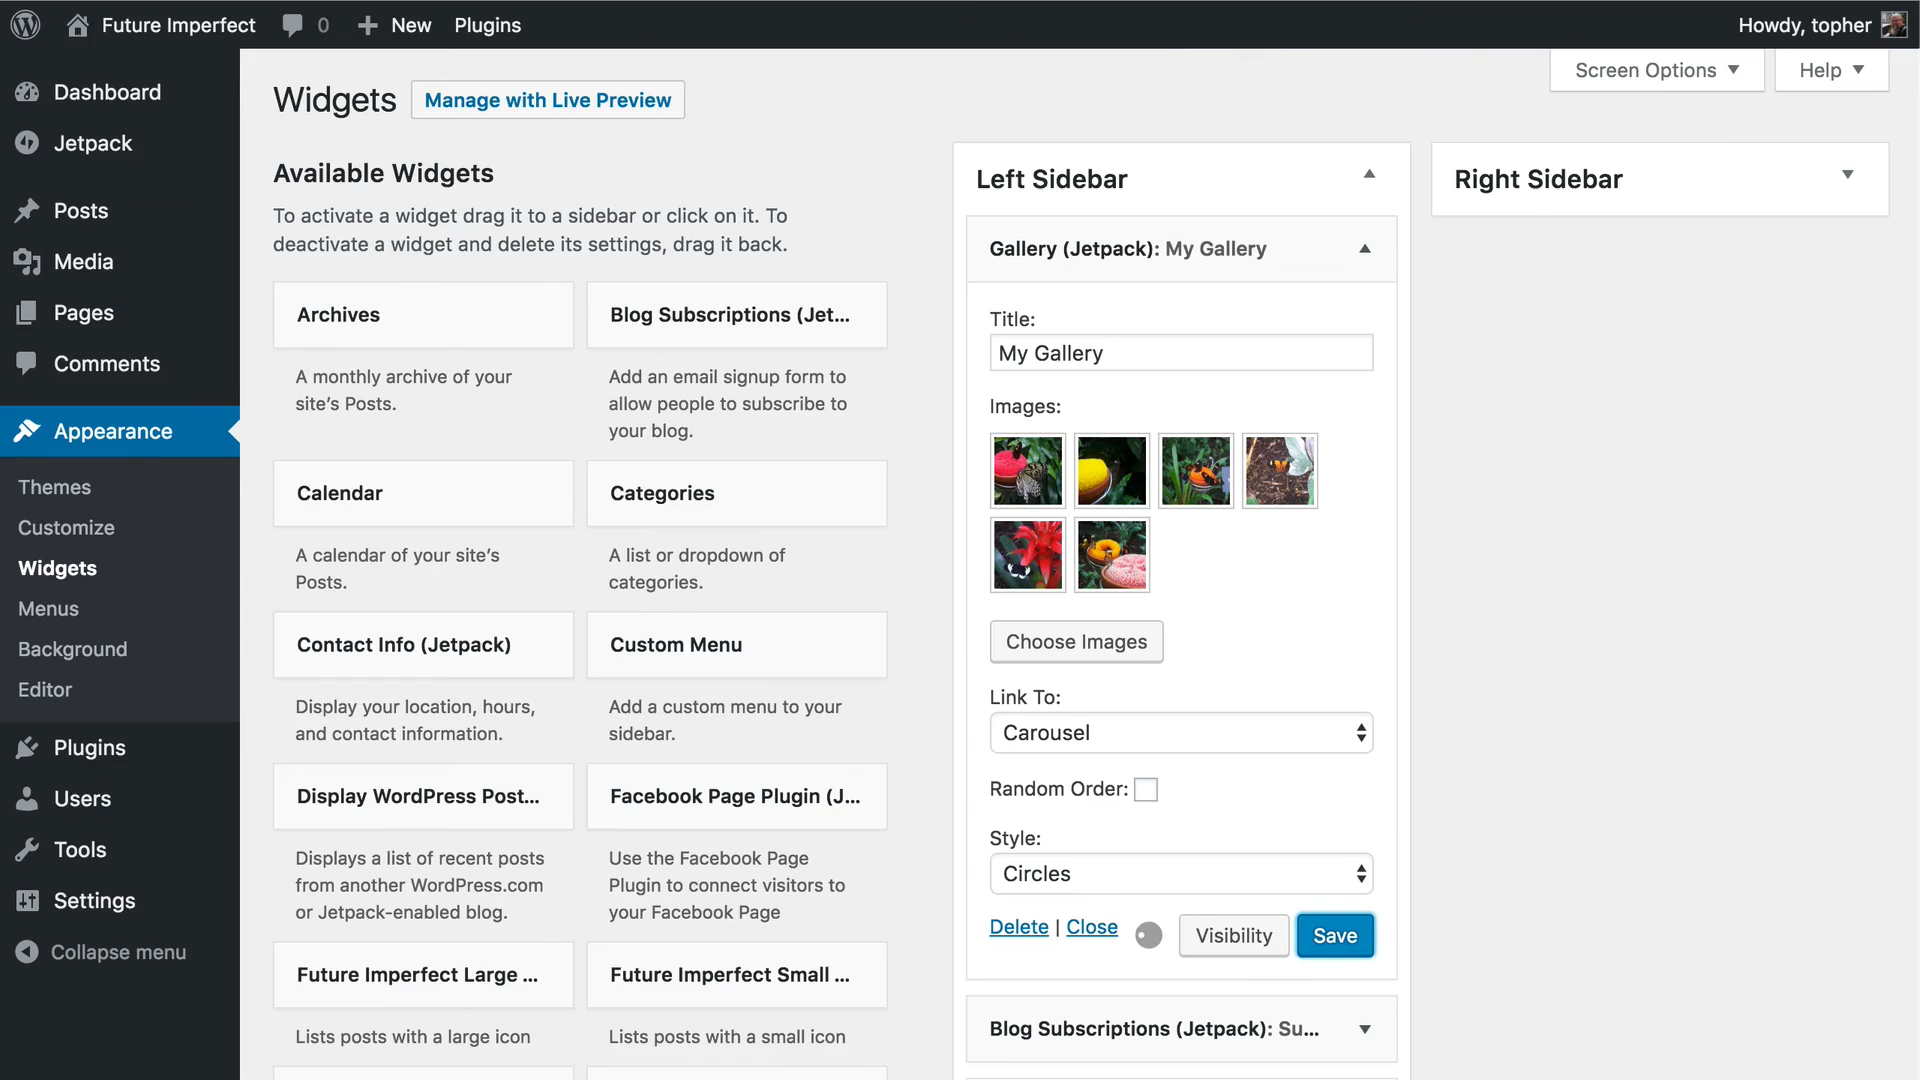 Future Imperfect 0 New Plugins Howdy, topher
Screen Options Help
Dashboard
Jetpack
Posts
Media
Pages
Comments
Appearance
Themes
Customize
Widgets
Menus
Background
Editor
Plugins
Users
Tools
Settings
Collapse menu
Widgets Manage with Live Preview
Available Widgets
To activate a widget drag it to a sidebar or click on it. To
deactivate a widget and delete its settings, drag it back.
Archives
A monthly archive of your
site’s Posts.
Blog Subscriptions (Jet...
Add an email signup form to
allow people to subscribe to
your blog.
Calendar
A calendar of your site’s
Posts.
Categories
A list or dropdown of
categories.
Contact Info (Jetpack)
Display your location, hours,
and contact information.
Custom Menu
Add a custom menu to your
sidebar.
Display WordPress Post...
Displays a list of recent posts
from another WordPress.com
or Jetpack-enabled blog.
Facebook Page Plugin (J...
Use the Facebook Page
Plugin to connect visitors to
your Facebook Page
Future Imperfect Large ...
Lists posts with a large icon
Future Imperfect Small ...
Lists posts with a small icon
Left Sidebar
Gallery (Jetpack): My Gallery
Title:
My Gallery
Images:
Choose Images
Link To:
Carousel
Random Order:
Style:
Circles
Delete | Close Visibility Save
Blog Subscriptions (Jetpack): Su...
Right Sidebar